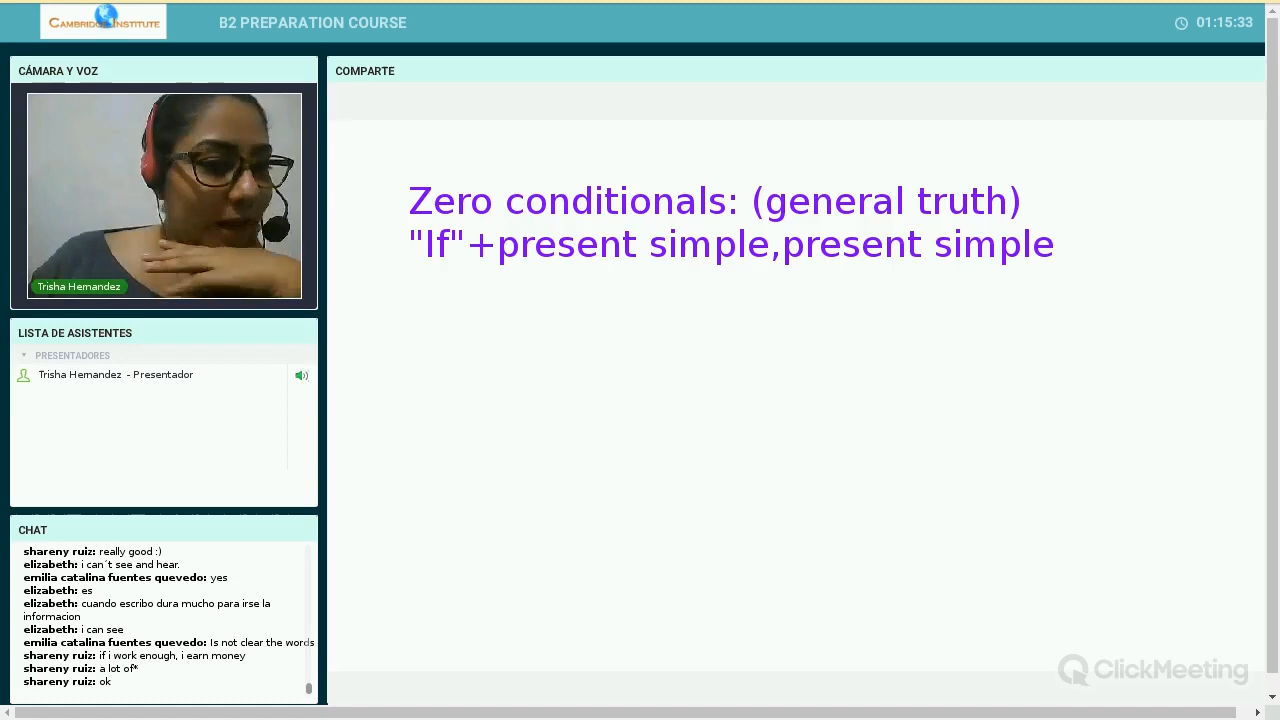 CAMBRIDGE INSTITUTE
B2 PREPARATION COURSE
01:15:33
CÁMARA Y VOZ
Trisha Hernandez
LISTA DE ASISTENTES
PRESENTADORES
Trisha Hernandez - Presentador
CHAT
shareny ruiz: really good :)
elizabeth: i can´t see and hear.
emilia catalina fuentes quevedo: yes
elizabeth: es
elizabeth: cuando escribo dura mucho para irse la
informacion
elizabeth: i can see
emilia catalina fuentes quevedo: Is not clear the words
shareny ruiz: if i work enough, i earn money
shareny ruiz: a lot of*
shareny ruiz: ok
COMPARTE
Zero conditionals: (general truth)
"If"+present simple,present simple
ClickMeeting